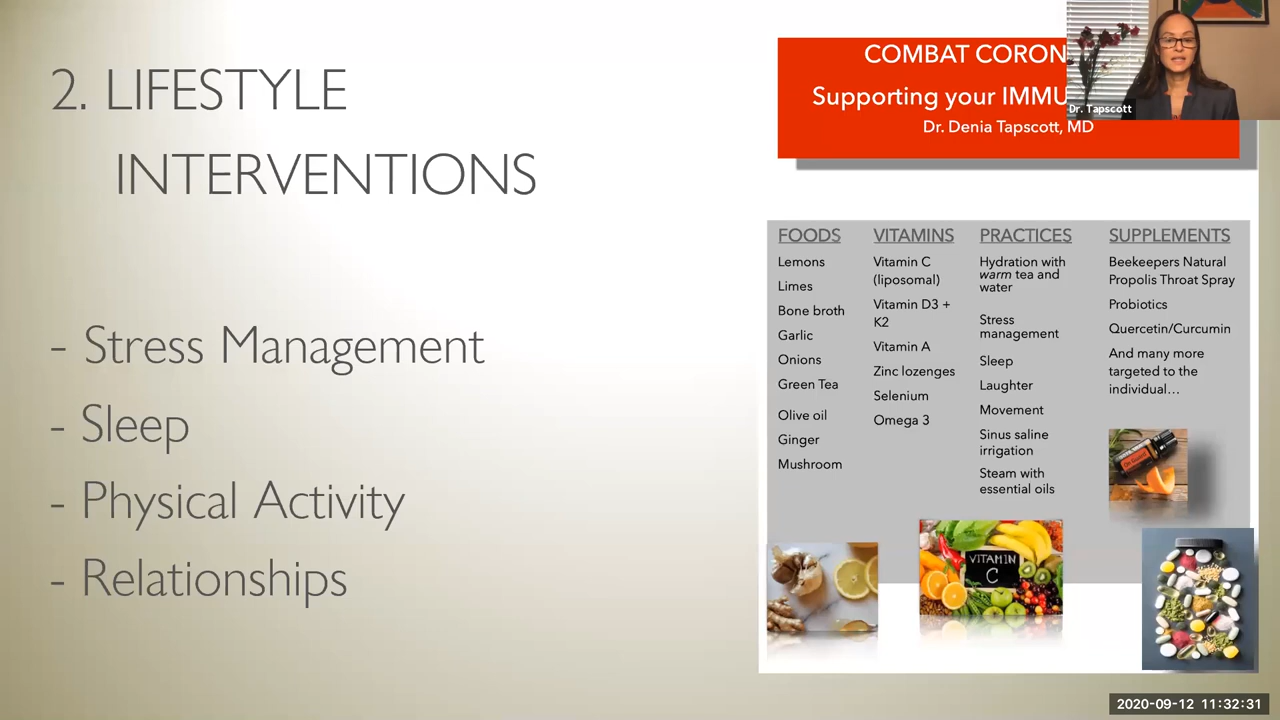 2. LIFESTYLE
INTERVENTIONS
- Stress Management
- Sleep
- Physical Activity
- Relationships
COMBAT CORON
Supporting your IMMU
Dr. Denia Tapscott, MD
Dr. Tapscott
FOODS
Lemons
Limes
Bone broth
Garlic
Onions
Green Tea
Olive oil
Ginger
Mushroom
VITAMINS
Vitamin C
(liposomal)
Vitamin D3 +
K2
Vitamin A
Zinc lozenges
Selenium
Omega 3
PRACTICES
Hydration with
warm tea and
water
Stress
management
Sleep
Laughter
Movement
Sinus saline
irrigation
Steam with
essential oils
SUPPLEMENTS
Beekeepers Natural
Propolis Throat Spray
Probiotics
Quercetin/Curcumin
And many more
targeted to the
individual…
VITAMIN
C
2020-09-12 11:32:31